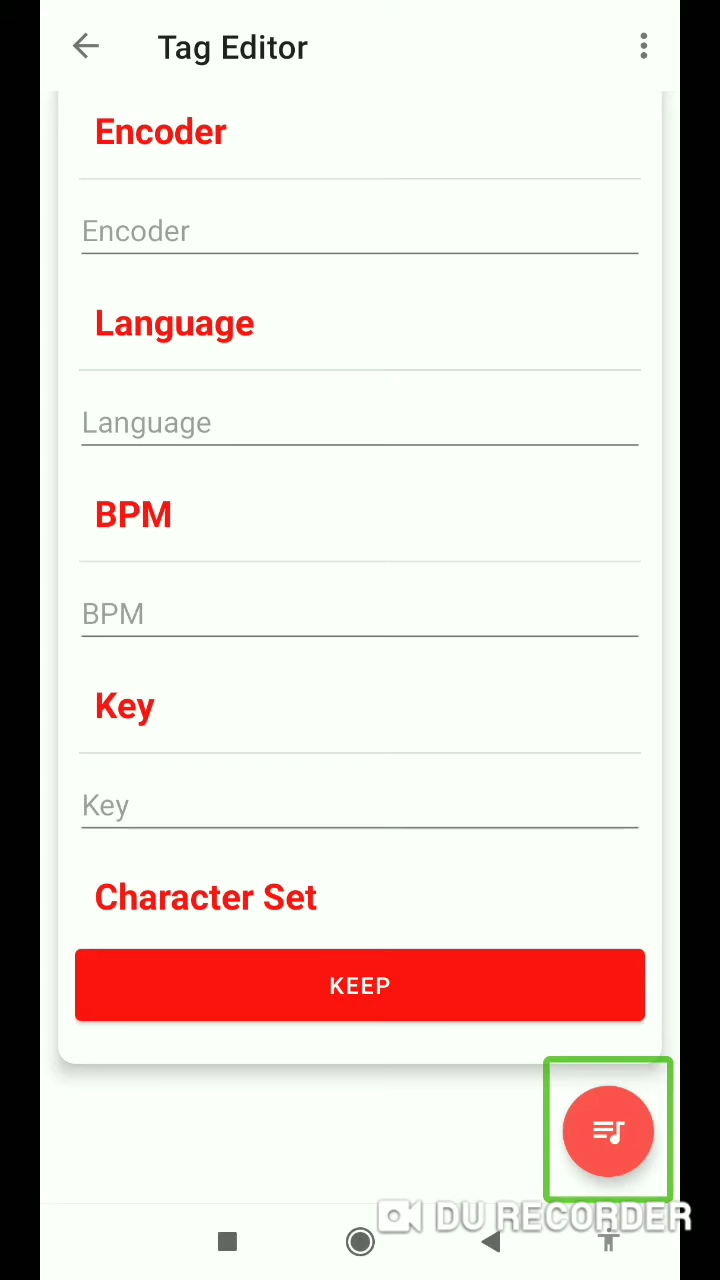 Tag Editor
Encoder
Encoder
Language
Language
BPM
BPM
Key
Key
Character Set
KEEP
DU RECORDER